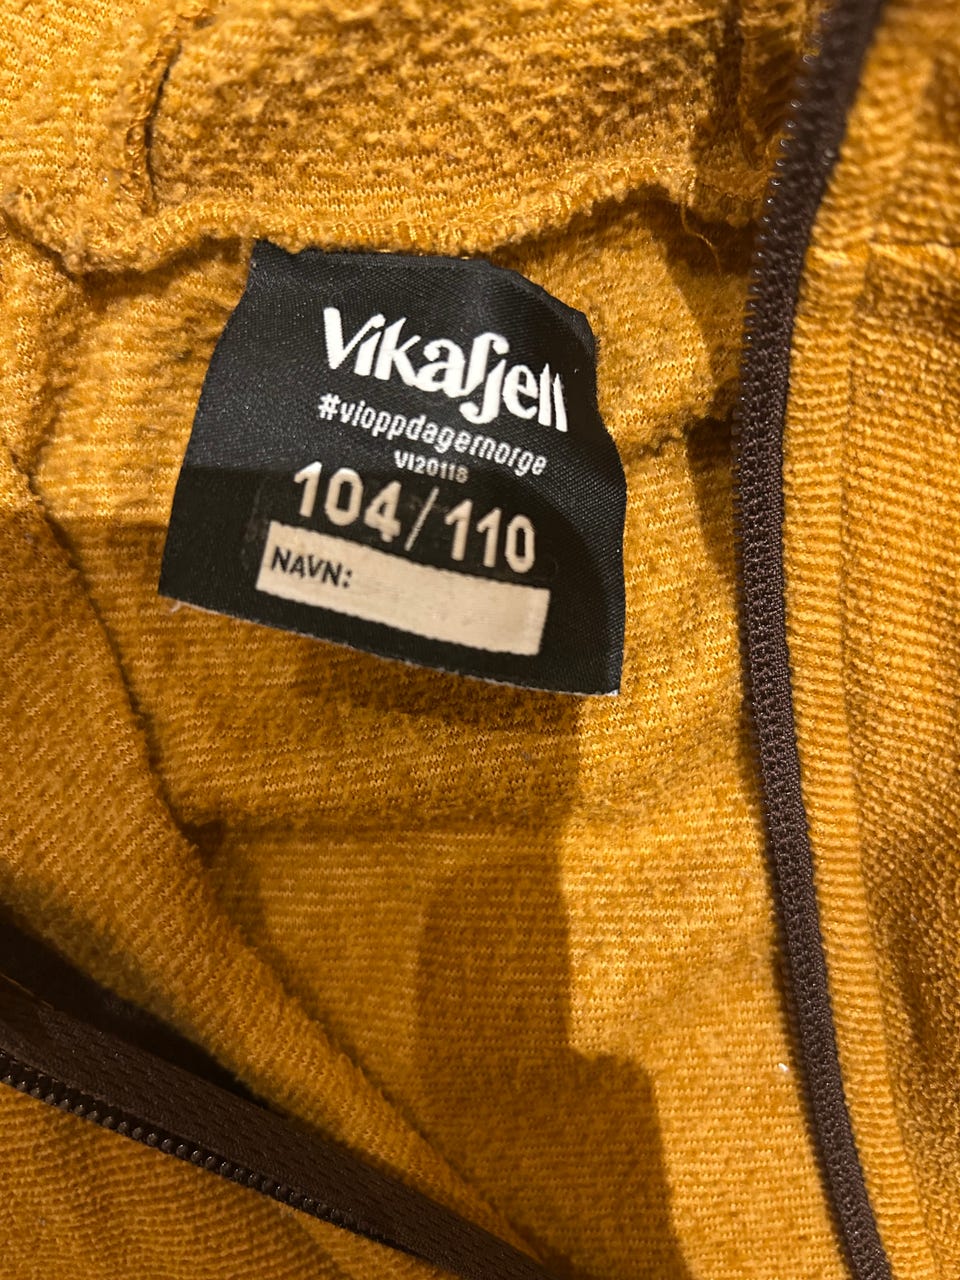 Vikafjell
#vioppdagernorge
VI20118
104/110
NAVN: